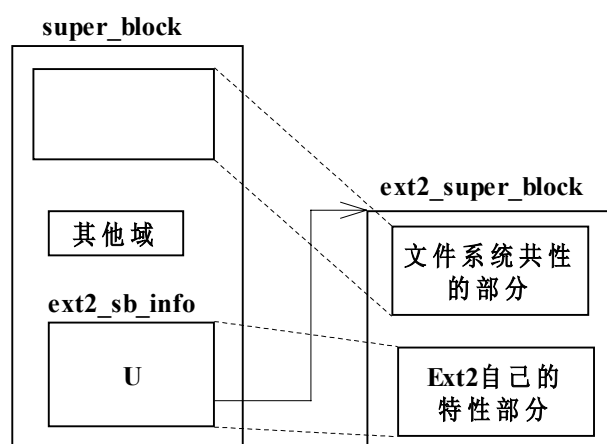 super_block
ext2_super_block
其他域
文件系统共性
的部分
ext2_sb_info
U
Ext2自己的
特性部分